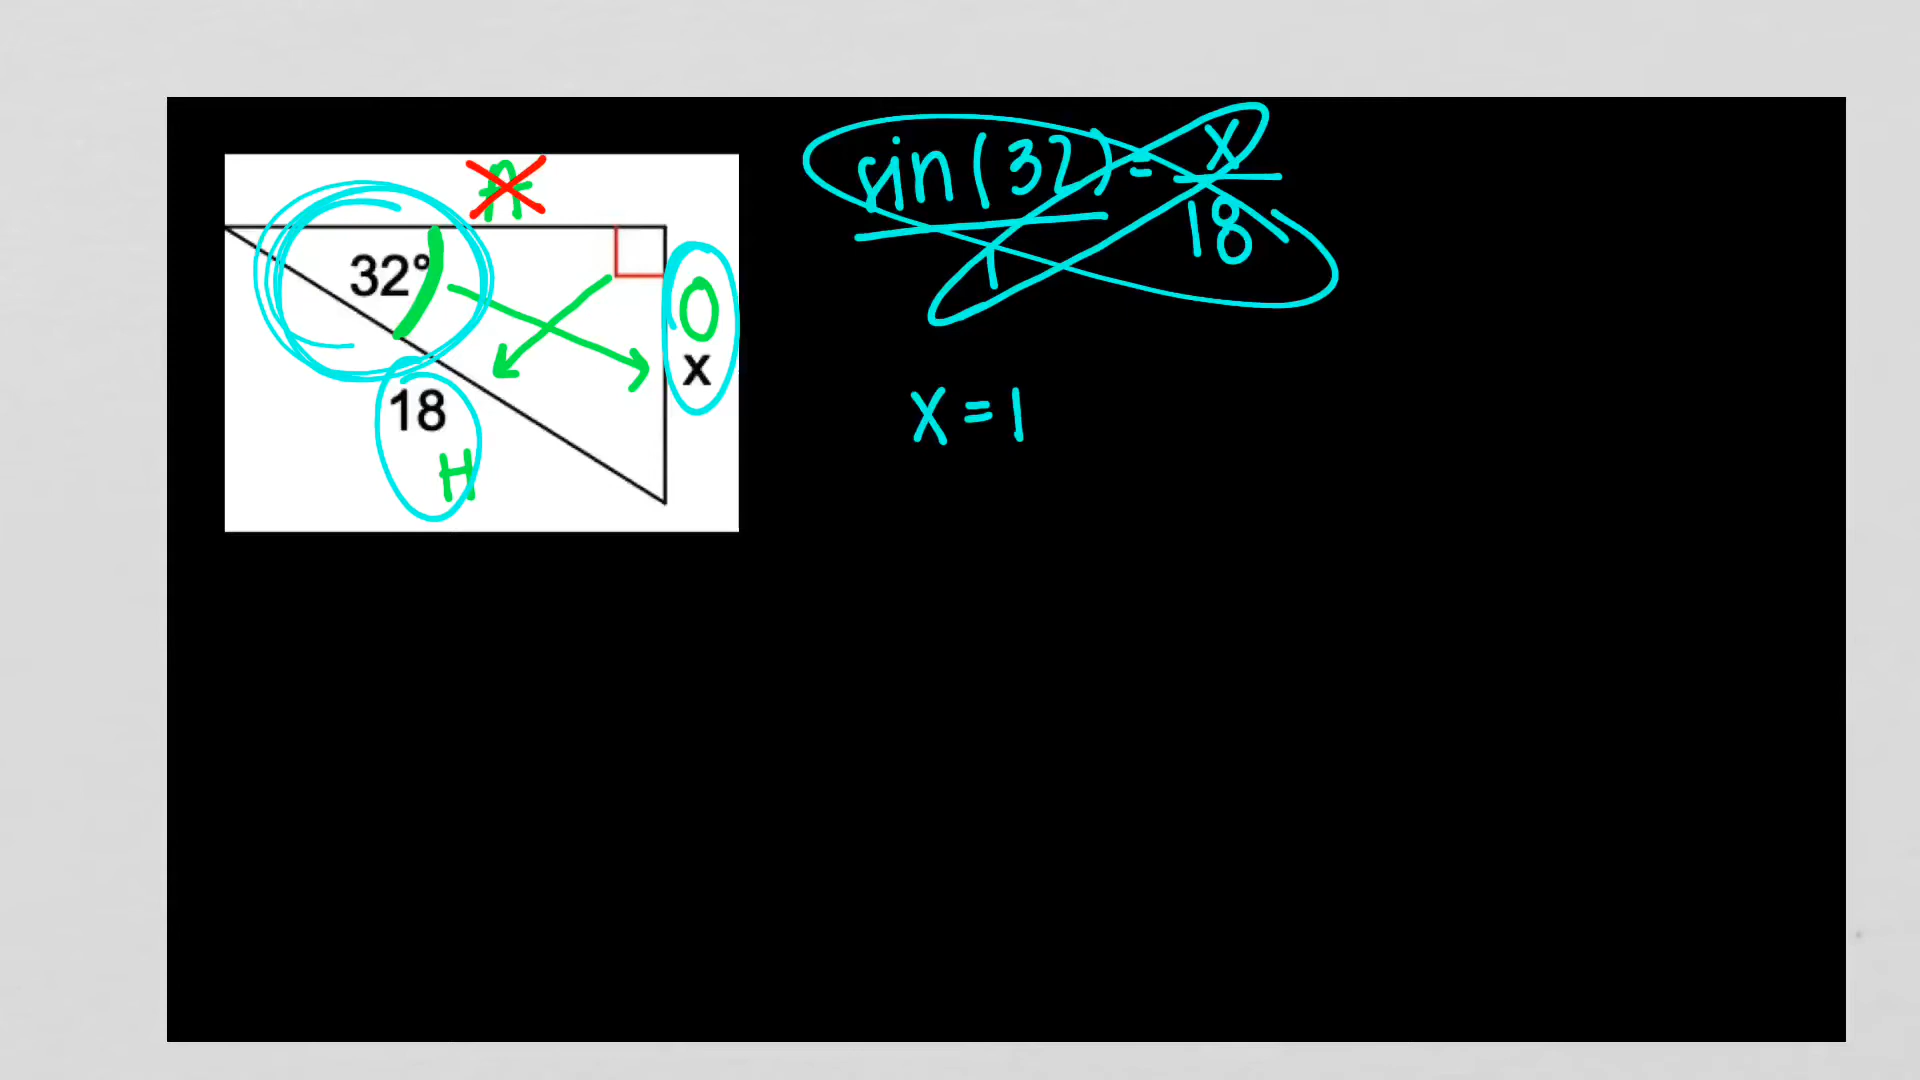 A
32°
O
x
18
H
sin(32) = x
1 18
x = 1